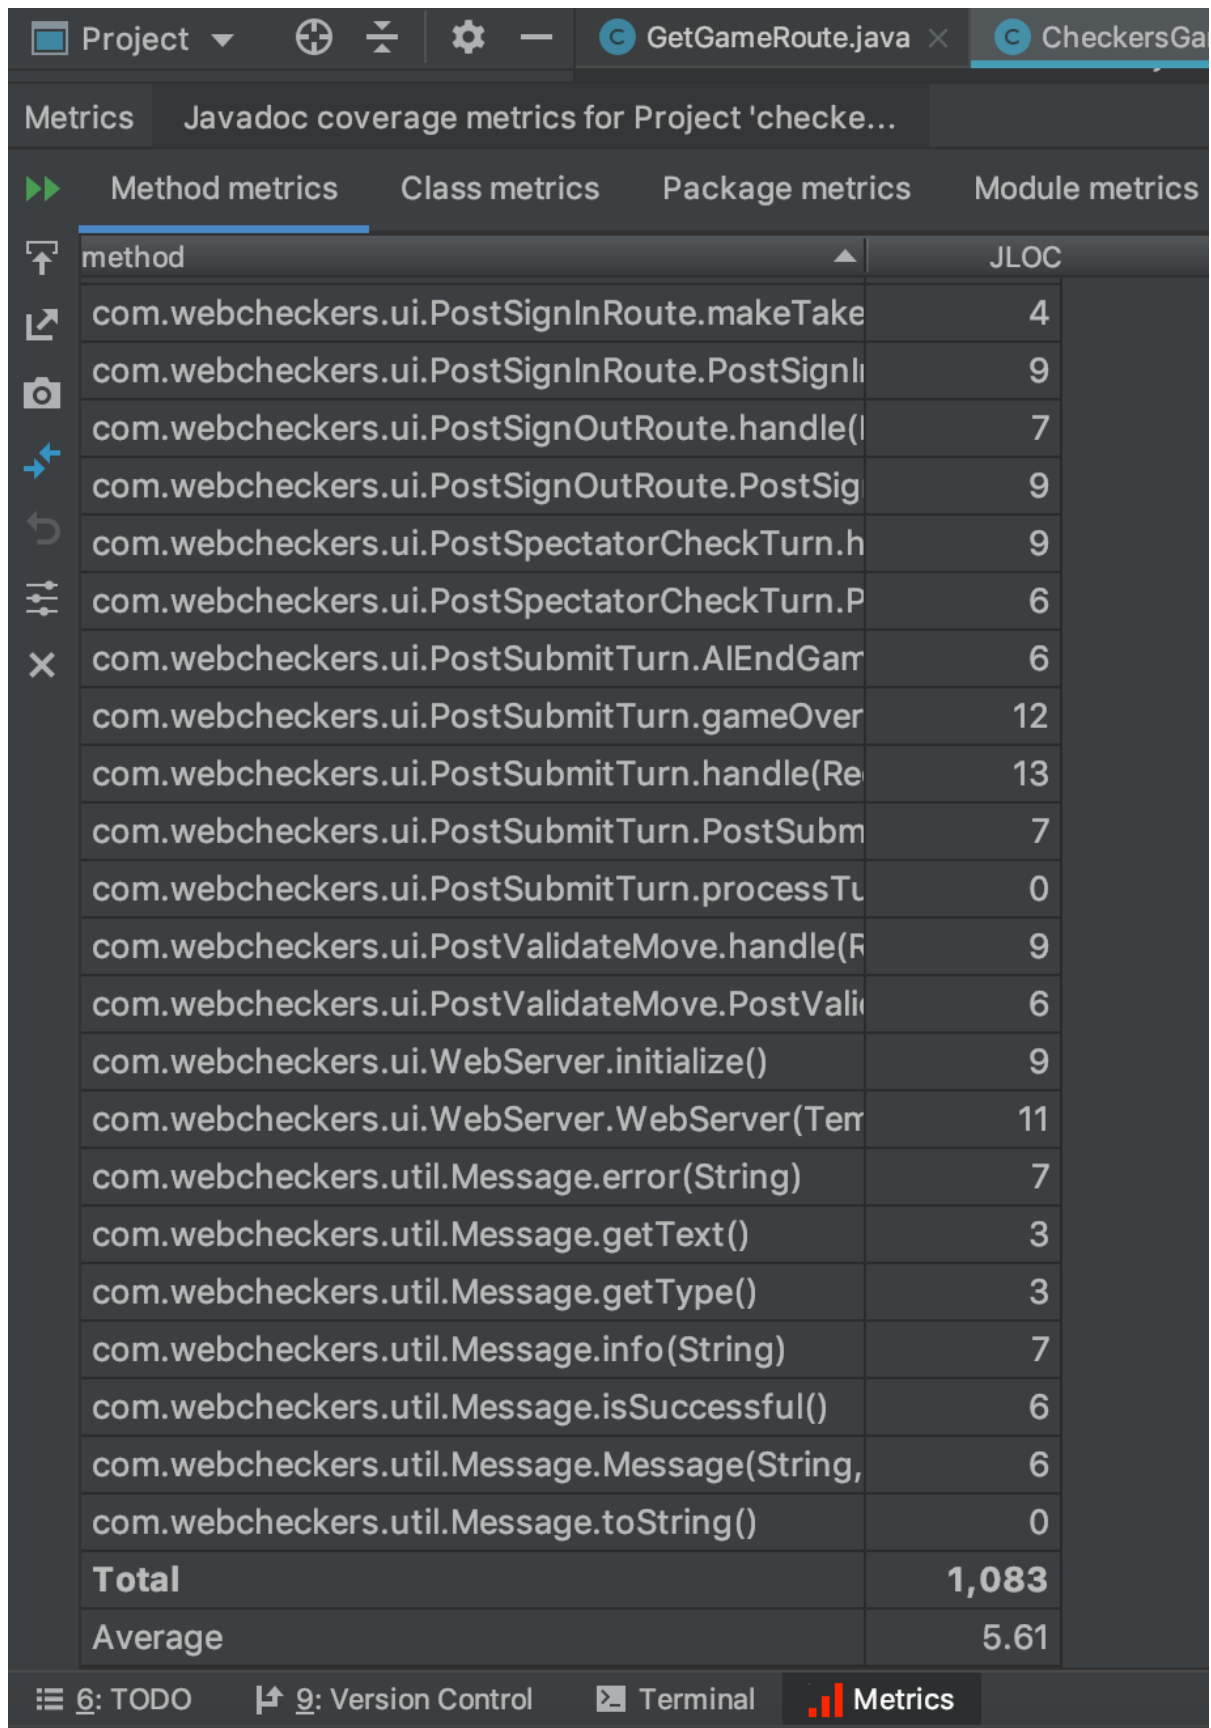 Project GetGameRoute.java CheckersGa
Metrics Javadoc coverage metrics for Project 'checke...
Method metrics Class metrics Package metrics Module metrics
method JLOC
com.webcheckers.ui.PostSignInRoute.makeTake 4
com.webcheckers.ui.PostSignInRoute.PostSignI 9
com.webcheckers.ui.PostSignOutRoute.handle( 7
com.webcheckers.ui.PostSignOutRoute.PostSig 9
com.webcheckers.ui.PostSpectatorCheckTurn.h 9
com.webcheckers.ui.PostSpectatorCheckTurn.P 6
com.webcheckers.ui.PostSubmitTurn.AIEndGam 6
com.webcheckers.ui.PostSubmitTurn.gameOver 12
com.webcheckers.ui.PostSubmitTurn.handle(Re 13
com.webcheckers.ui.PostSubmitTurn.PostSubm 7
com.webcheckers.ui.PostSubmitTurn.processTu 0
com.webcheckers.ui.PostValidateMove.handle(R 9
com.webcheckers.ui.PostValidateMove.PostVali 6
com.webcheckers.ui.WebServer.initialize() 9
com.webcheckers.ui.WebServer.WebServer(Tem 11
com.webcheckers.util.Message.error(String) 7
com.webcheckers.util.Message.getText() 3
com.webcheckers.util.Message.getType() 3
com.webcheckers.util.Message.info(String) 7
com.webcheckers.util.Message.isSuccessful() 6
com.webcheckers.util.Message.Message(String, 6
com.webcheckers.util.Message.toString() 0
Total 1,083
Average 5.61
6: TODO 9: Version Control Terminal Metrics